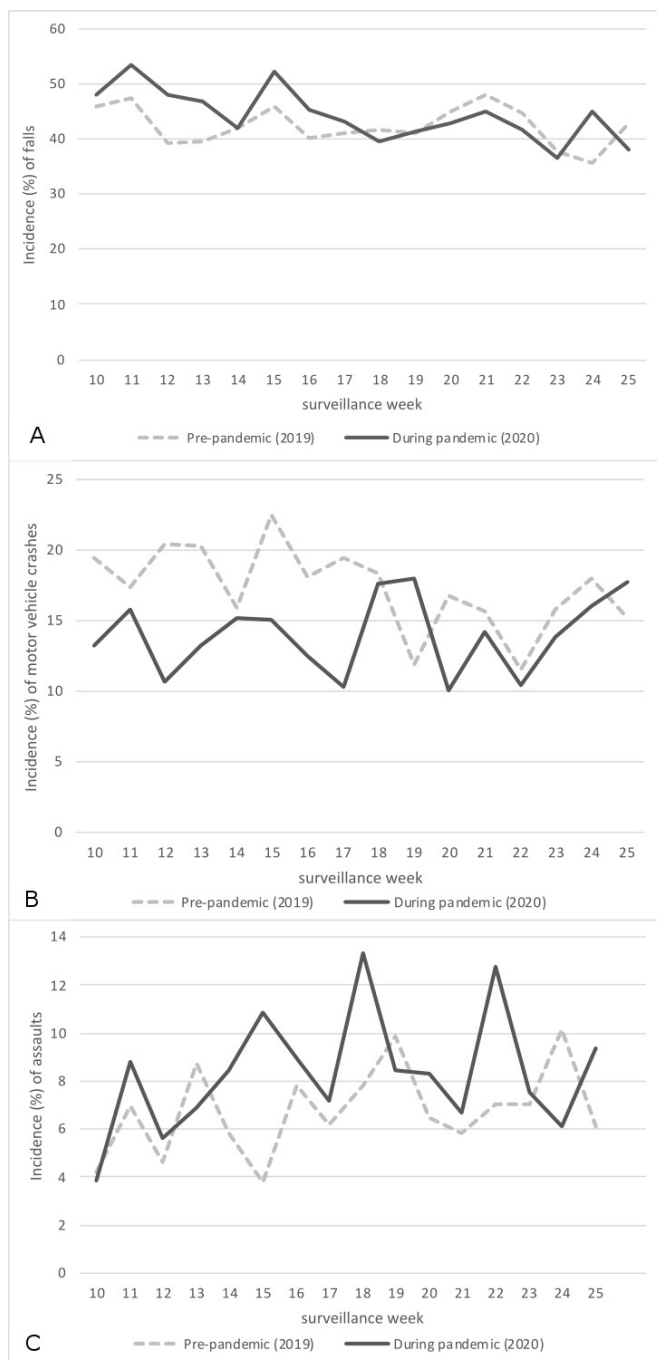 60
50
40
30
20
10
0
Incidence (%) of falls
10 11 12 13 14 15 16 17 18 19 20 21 22 23 24 25
surveillance week
A
Pre-pandemic (2019) During pandemic (2020)
25
20
15
10
5
0
Incidence (%) of motor vehicle crashes
10 11 12 13 14 15 16 17 18 19 20 21 22 23 24 25
surveillance week
B
Pre-pandemic (2019) During pandemic (2020)
14
12
10
8
6
4
2
0
Incidence (%) of assaults
10 11 12 13 14 15 16 17 18 19 20 21 22 23 24 25
surveillance week
C
Pre-pandemic (2019) During pandemic (2020)